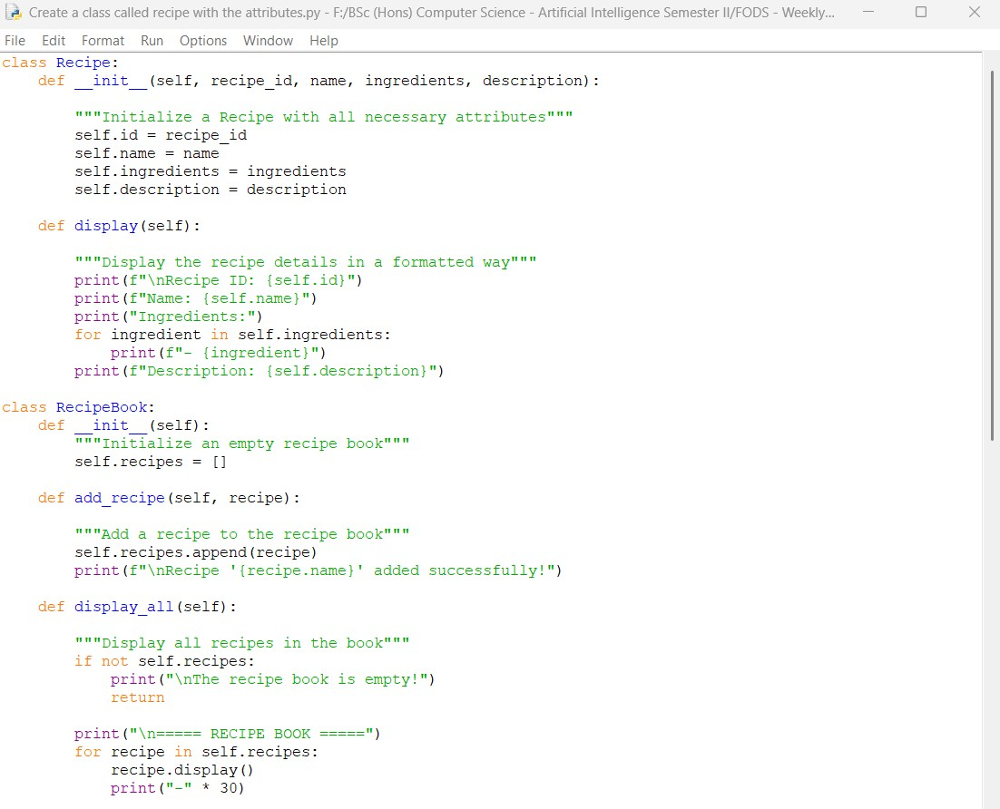 Create a class called recipe with the attributes.py - F:/BSc (Hons) Computer Science - Artificial Intelligence Semester II/FODS - Weekly...
File Edit Format Run Options Window Help
class Recipe:
    def __init__(self, recipe_id, name, ingredients, description):

        """Initialize a Recipe with all necessary attributes"""
        self.id = recipe_id
        self.name = name
        self.ingredients = ingredients
        self.description = description

    def display(self):

        """Display the recipe details in a formatted way"""
        print(f"\nRecipe ID: {self.id}")
        print(f"Name: {self.name}")
        print("Ingredients:")
        for ingredient in self.ingredients:
            print(f"- {ingredient}")
        print(f"Description: {self.description}")

class RecipeBook:
    def __init__(self):
        """Initialize an empty recipe book"""
        self.recipes = []

    def add_recipe(self, recipe):

        """Add a recipe to the recipe book"""
        self.recipes.append(recipe)
        print(f"\nRecipe '{recipe.name}' added successfully!")

    def display_all(self):

        """Display all recipes in the book"""
        if not self.recipes:
            print("\nThe recipe book is empty!")
            return

        print("\n===== RECIPE BOOK =====")
        for recipe in self.recipes:
            recipe.display()
            print("-" * 30)